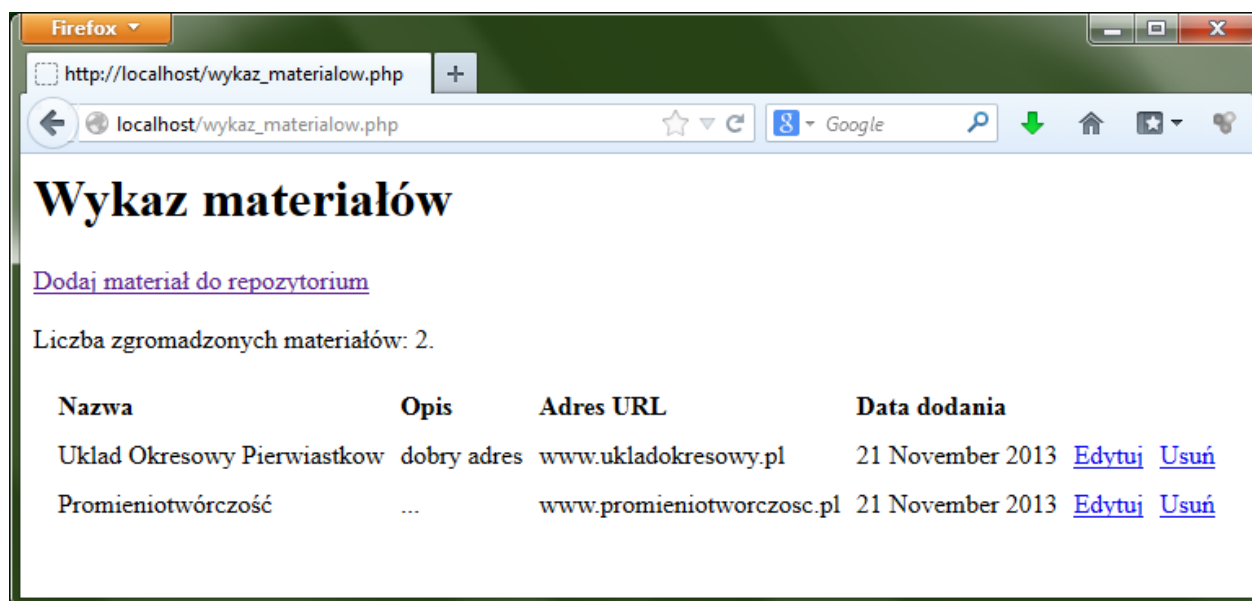 Firefox
http://localhost/wykaz_materialow.php
localhost/wykaz_materialow.php
Google
Wykaz materiałów
Dodaj materiał do repozytorium
Liczba zgromadzonych materiałów: 2.
Nazwa Opis Adres URL Data dodania
Uklad Okresowy Pierwiastkow dobry adres www.ukladokresowy.pl 21 November 2013 Edytuj Usuń
Promieniotwórczość ... www.promieniotworczosc.pl 21 November 2013 Edytuj Usuń